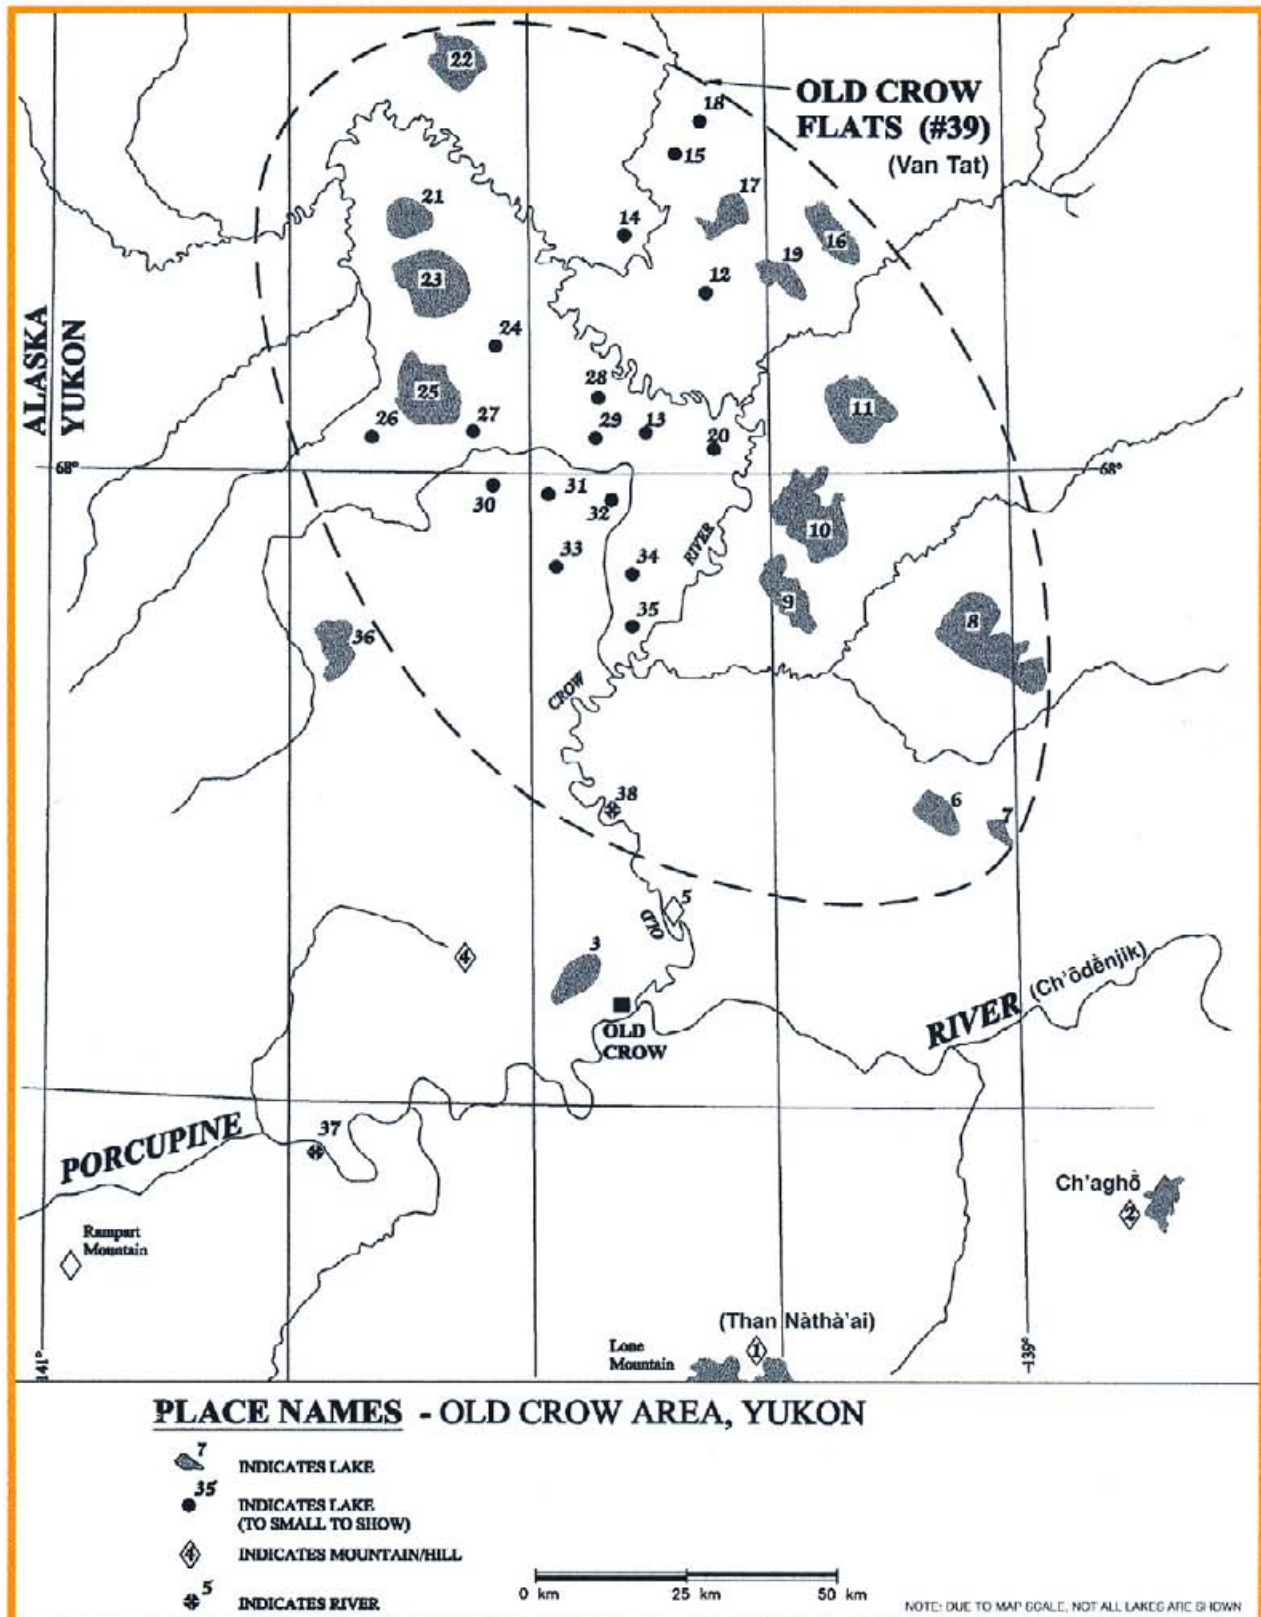 22
18
OLD CROW
FLATS (#39)
(Van Tat)
15
21
17
14
16
19
23
12
ALASKA
YUKON
24
25
28
11
26
27
29
13
20
68°
68°
30
31
32
10
RIVER
33
34
9
35
8
36
CROW
38
6
7
5
OLD
4
3
RIVER (Ch'ōdènjik)
OLD
CROW
PORCUPINE
37
Ch'aghȫ
2
Rampart
Mountain
(Than Nàthà'ai)
Lone
Mountain
1
141°
139°
PLACE NAMES - OLD CROW AREA, YUKON
7
INDICATES LAKE
35
INDICATES LAKE
(TO SMALL TO SHOW)
4
INDICATES MOUNTAIN/HILL
5
INDICATES RIVER
0 km
25 km
50 km
NOTE: DUE TO MAP SCALE, NOT ALL LAKES ARE SHOWN